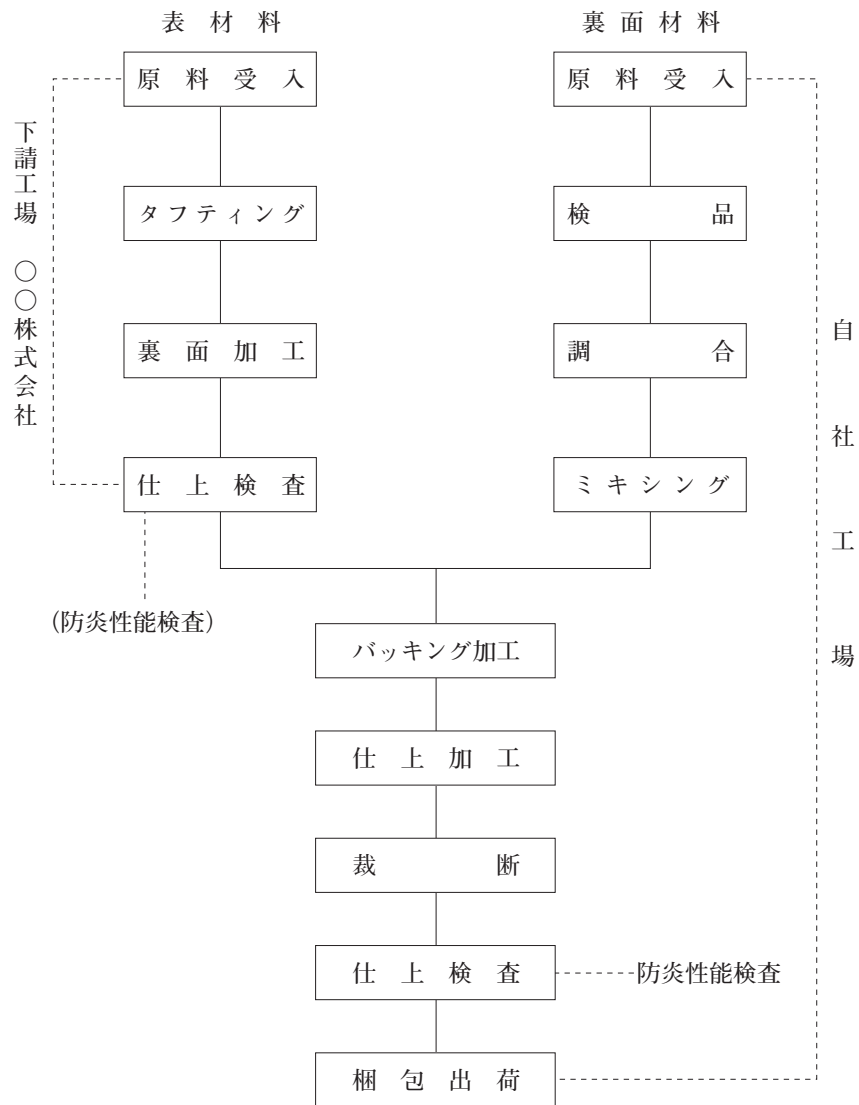 表材料
裏面材料
原料受入
原料受入
下請工場 〇〇株式会社
タフティング
検品
裏面加工
調合
自社工場
仕上検査
ミキシング
(防炎性能検査)
バッキング加工
仕上加工
裁断
仕上検査
防炎性能検査
梱包出荷